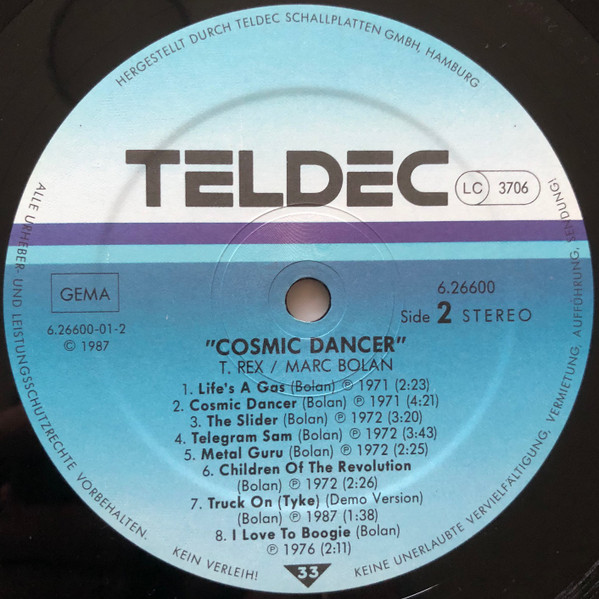 HERGESTELLT DURCH TELDEC SCHALLPLATTEN GMBH, HAMBURG
TELDEC
LC 3706
GEMA
6.26600-01-2
℗ 1987
6.26600
Side 2 STEREO
"COSMIC DANCER"
T. REX / MARC BOLAN
1. Life's A Gas (Bolan) ℗ 1971 (2:23)
2. Cosmic Dancer (Bolan) ℗ 1971 (4:21)
3. The Slider (Bolan) ℗ 1972 (3:20)
4. Telegram Sam (Bolan) ℗ 1972 (3:43)
5. Metal Guru (Bolan) ℗ 1972 (2:25)
6. Children Of The Revolution
(Bolan) ℗ 1972 (2:26)
7. Truck On (Tyke) (Demo Version)
(Bolan) ℗ 1987 (1:38)
8. I Love To Boogie (Bolan)
℗ 1976 (2:11)
33
ALLE URHEBER- UND LEISTUNGSSCHUTZRECHTE VORBEHALTEN.
KEIN VERLEIH! KEINE UNERLAUBTE VERVIELFÄLTIGUNG, VERMIETUNG, AUFFÜHRUNG, SENDUNG!